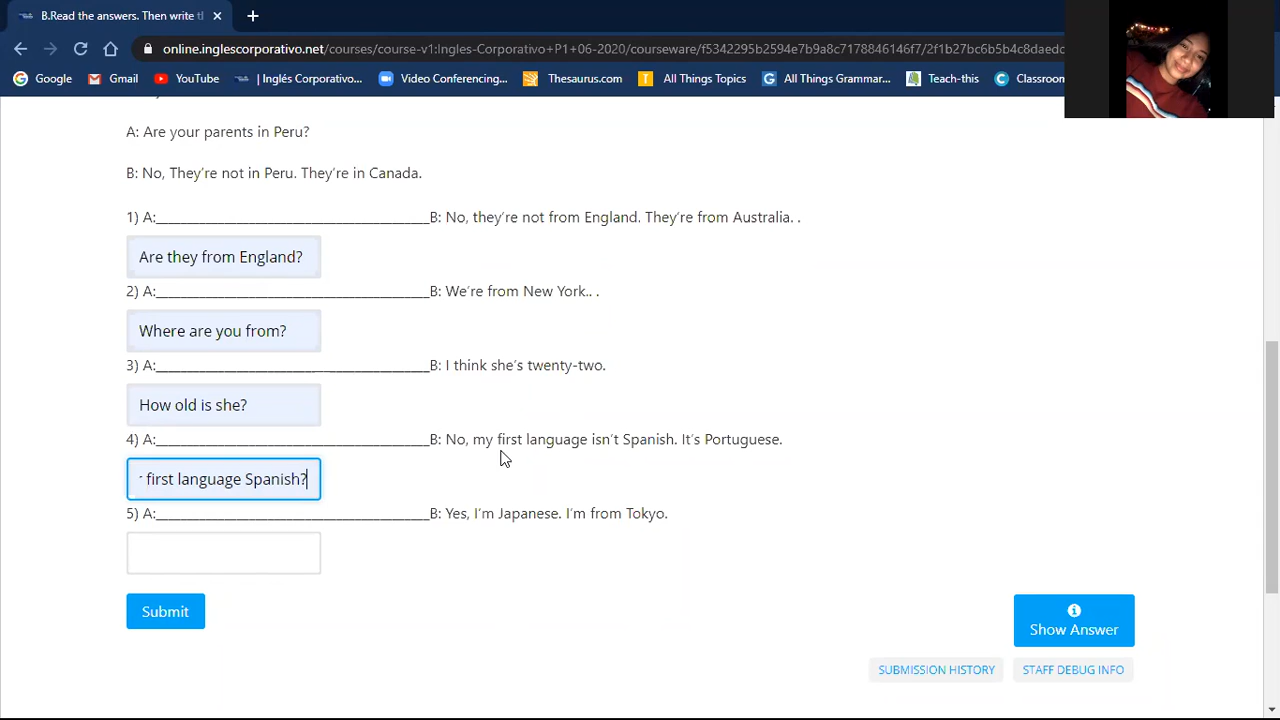 B.Read the answers. Then write t
online.inglescorporativo.net/courses/course-v1:Ingles-Corporativo+P1+06-2020/courseware/f5342295b2594e7b9a8c7178846146f7/2f1b27bc6b5b4c8daedc
Google Gmail YouTube | Inglés Corporativo... Video Conferencing... Thesaurus.com All Things Topics All Things Grammar... Teach-this Classroom
A: Are your parents in Peru?
B: No, They're not in Peru. They're in Canada.
1) A:___________________________________B: No, they're not from England. They're from Australia. .
Are they from England?
2) A:___________________________________B: We're from New York.. .
Where are you from?
3) A:___________________________________B: I think she's twenty-two.
How old is she?
4) A:___________________________________B: No, my first language isn't Spanish. It's Portuguese.
first language Spanish?
5) A:___________________________________B: Yes, I'm Japanese. I'm from Tokyo.
Submit
Show Answer
SUBMISSION HISTORY STAFF DEBUG INFO